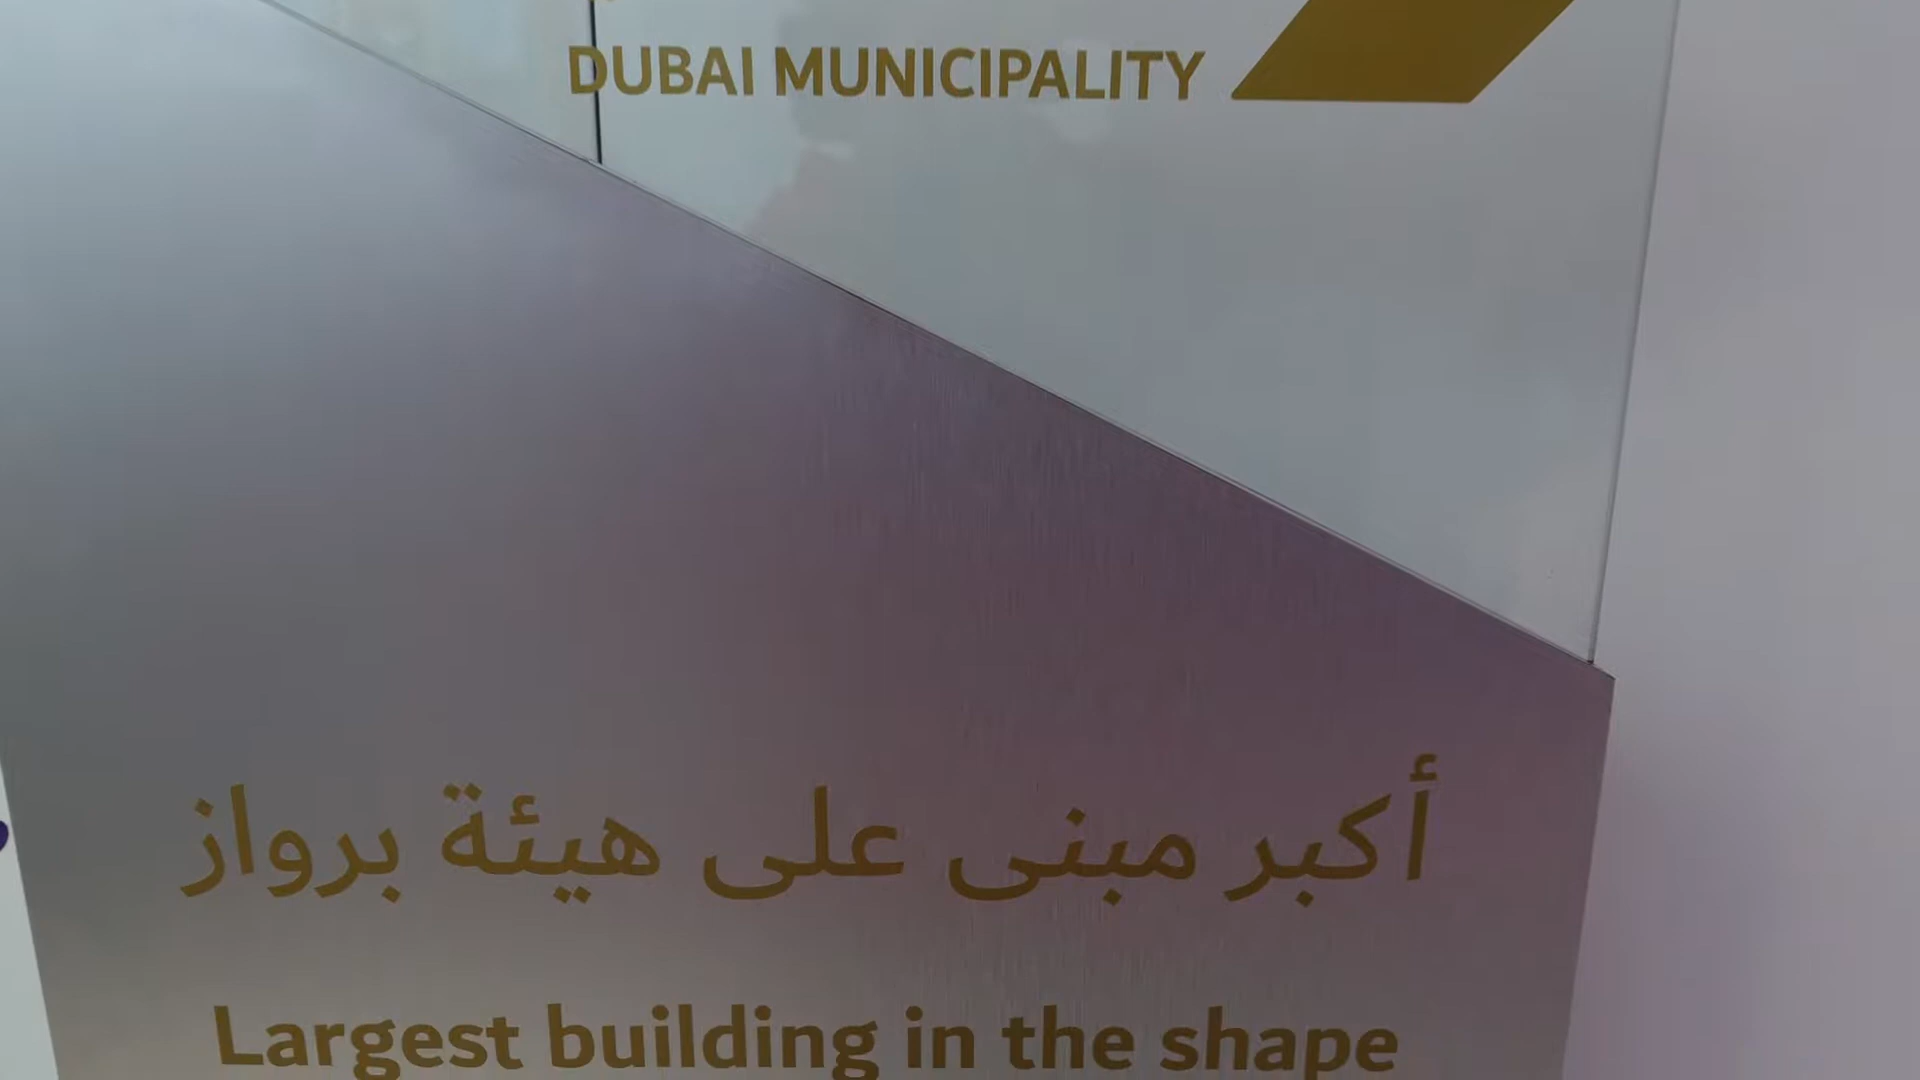 DUBAI MUNICIPALITY
أكبر مبنى على هيئة برواز
Largest building in the shape